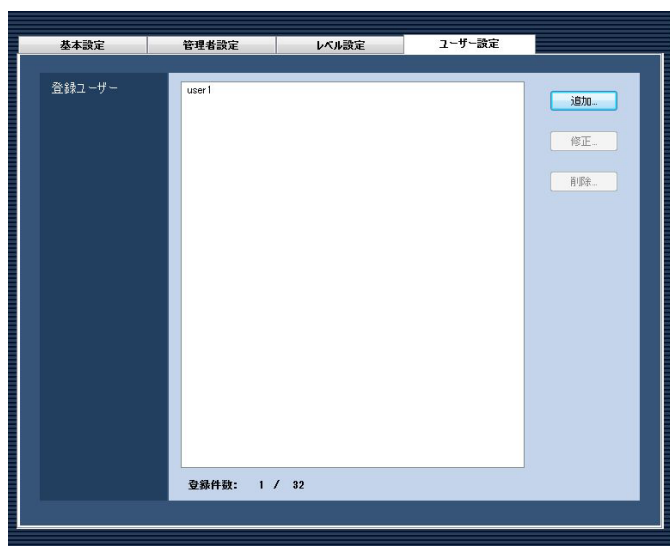 基本設定 管理者設定 レベル設定 ユーザー設定
登録ユーザー
user1
追加...
修正...
削除...
登録件数: 1 / 32